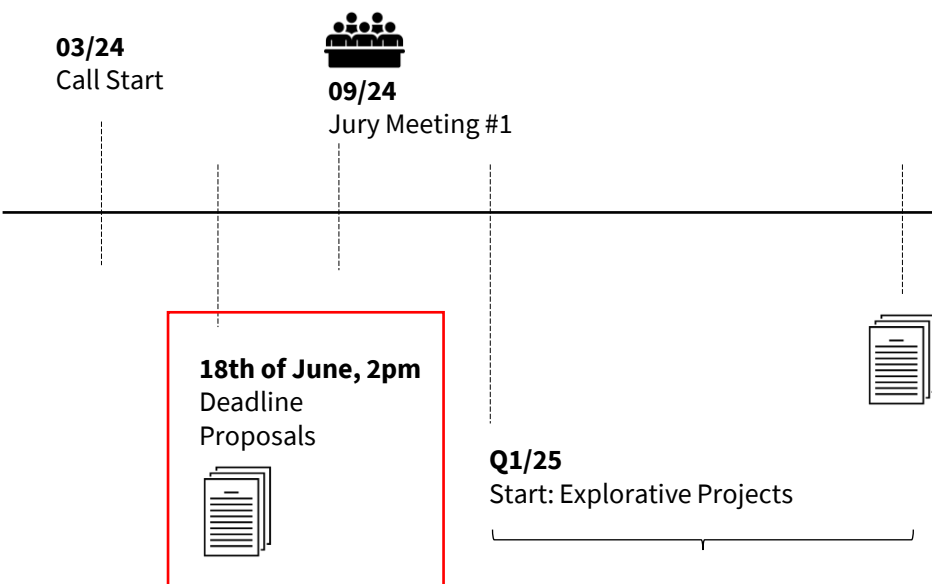 03/24
Call Start
09/24
Jury Meeting #1
18th of June, 2pm
Deadline
Proposals
Q1/25
Start: Explorative Projects